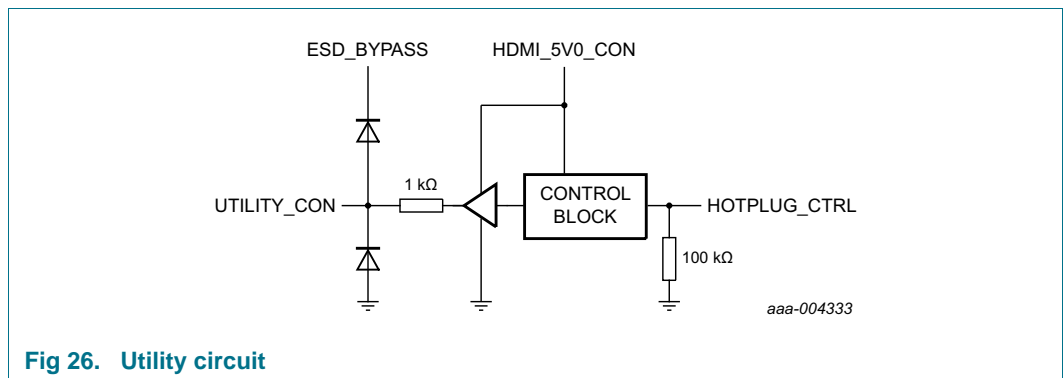 ESD_BYPASS
HDMI_5V0_CON
1 kΩ
UTILITY_CON
CONTROL
BLOCK
HOTPLUG_CTRL
100 kΩ
aaa-004333
Fig 26. Utility circuit